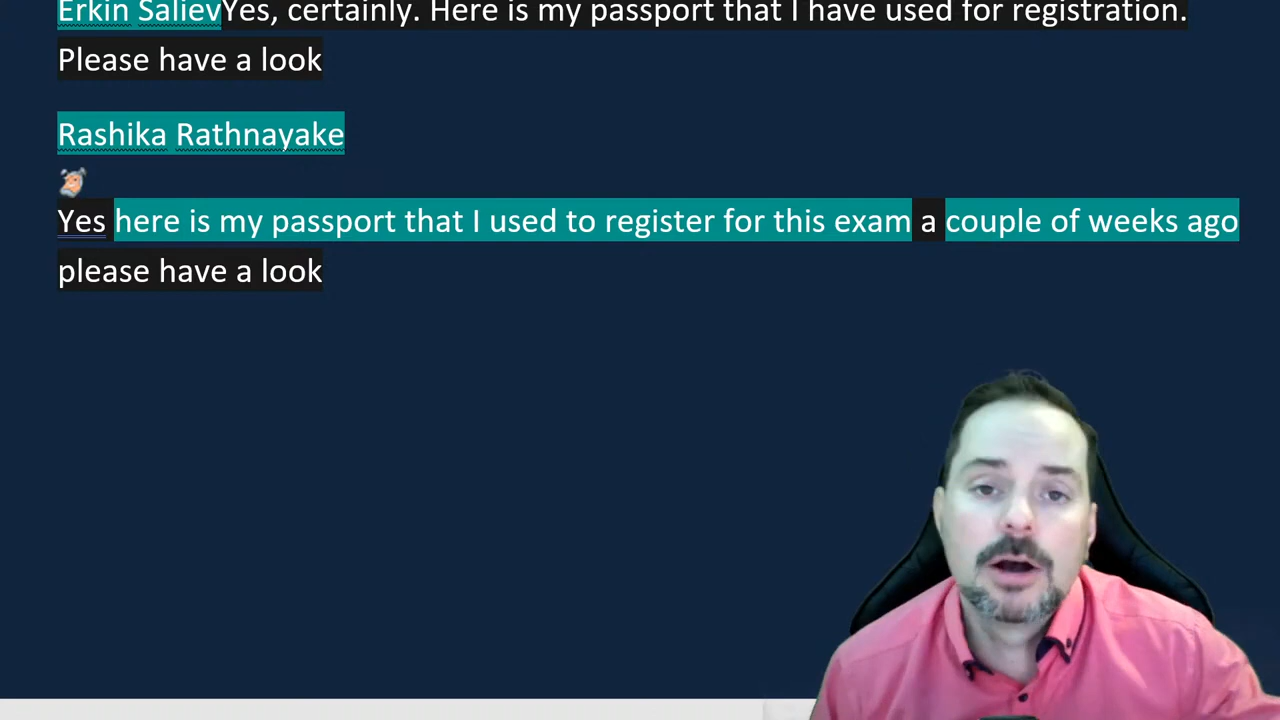 Erkin SalievYes, certainly. Here is my passport that I have used for registration.
Please have a look
Rashika Rathnayake
Yes here is my passport that I used to register for this exam a couple of weeks ago
please have a look